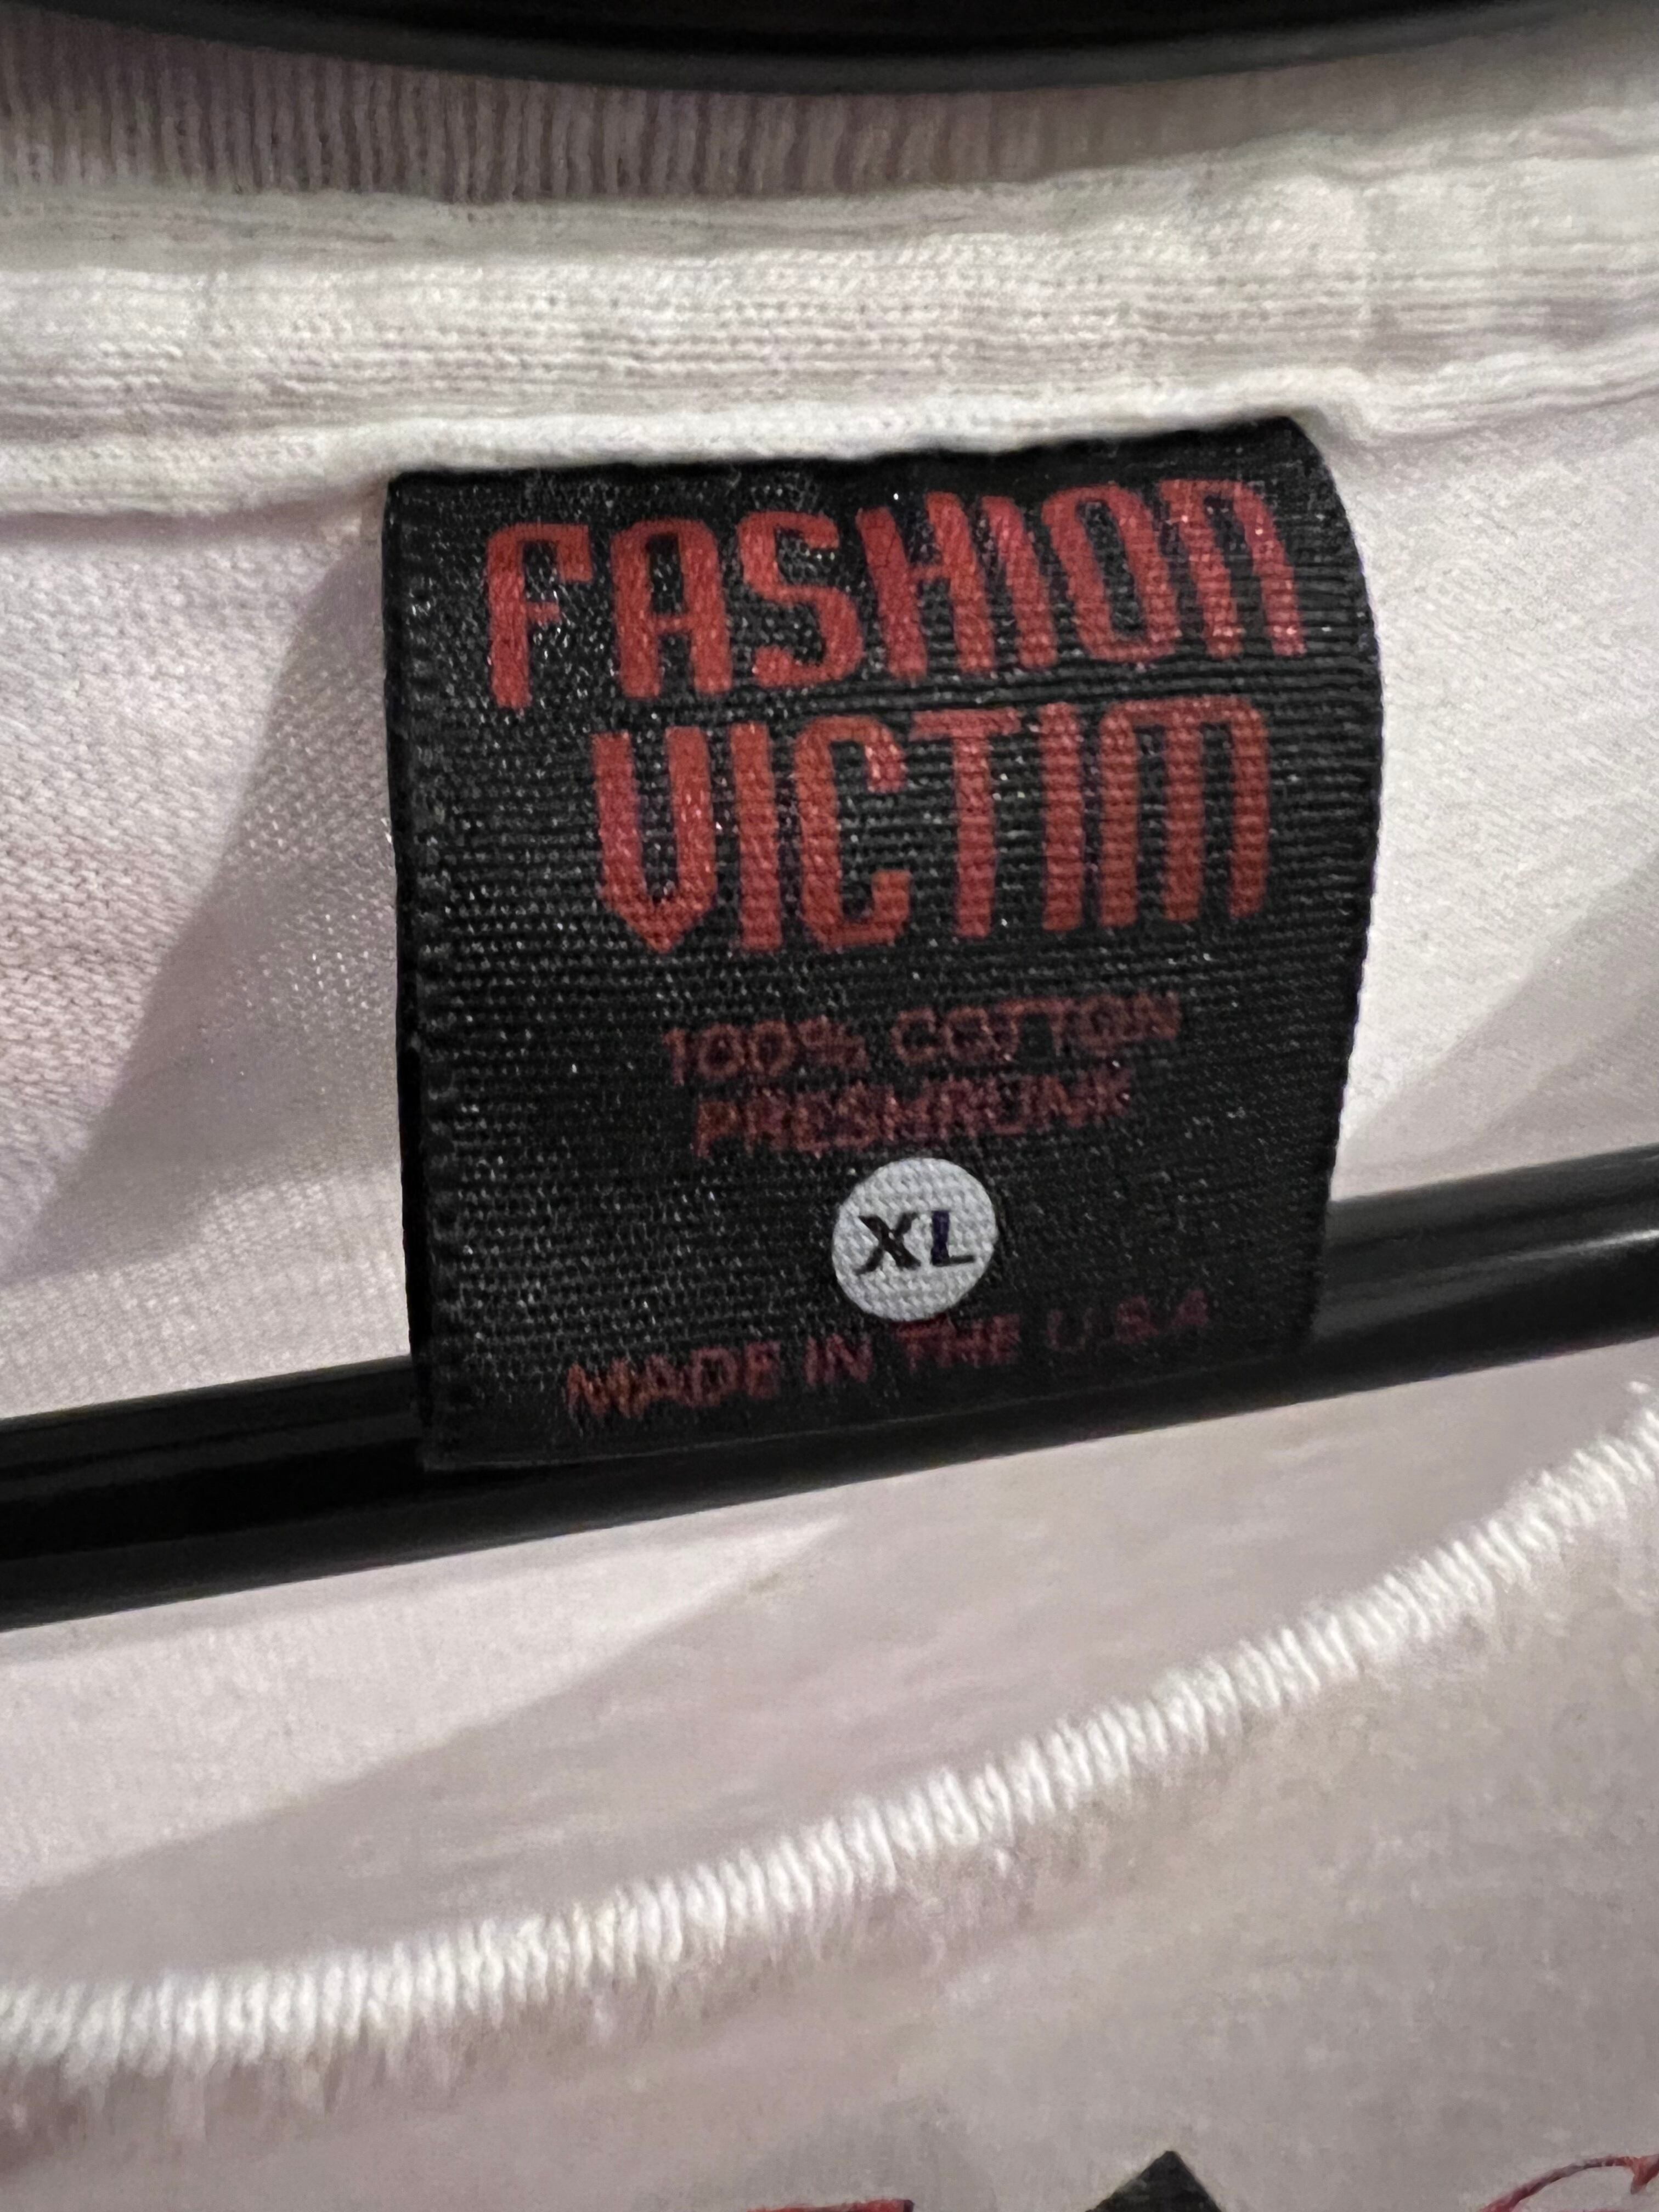 FASHION
VICTIM
100% COTTON
PRESHRUNK
XL
MADE IN THE U.S.A